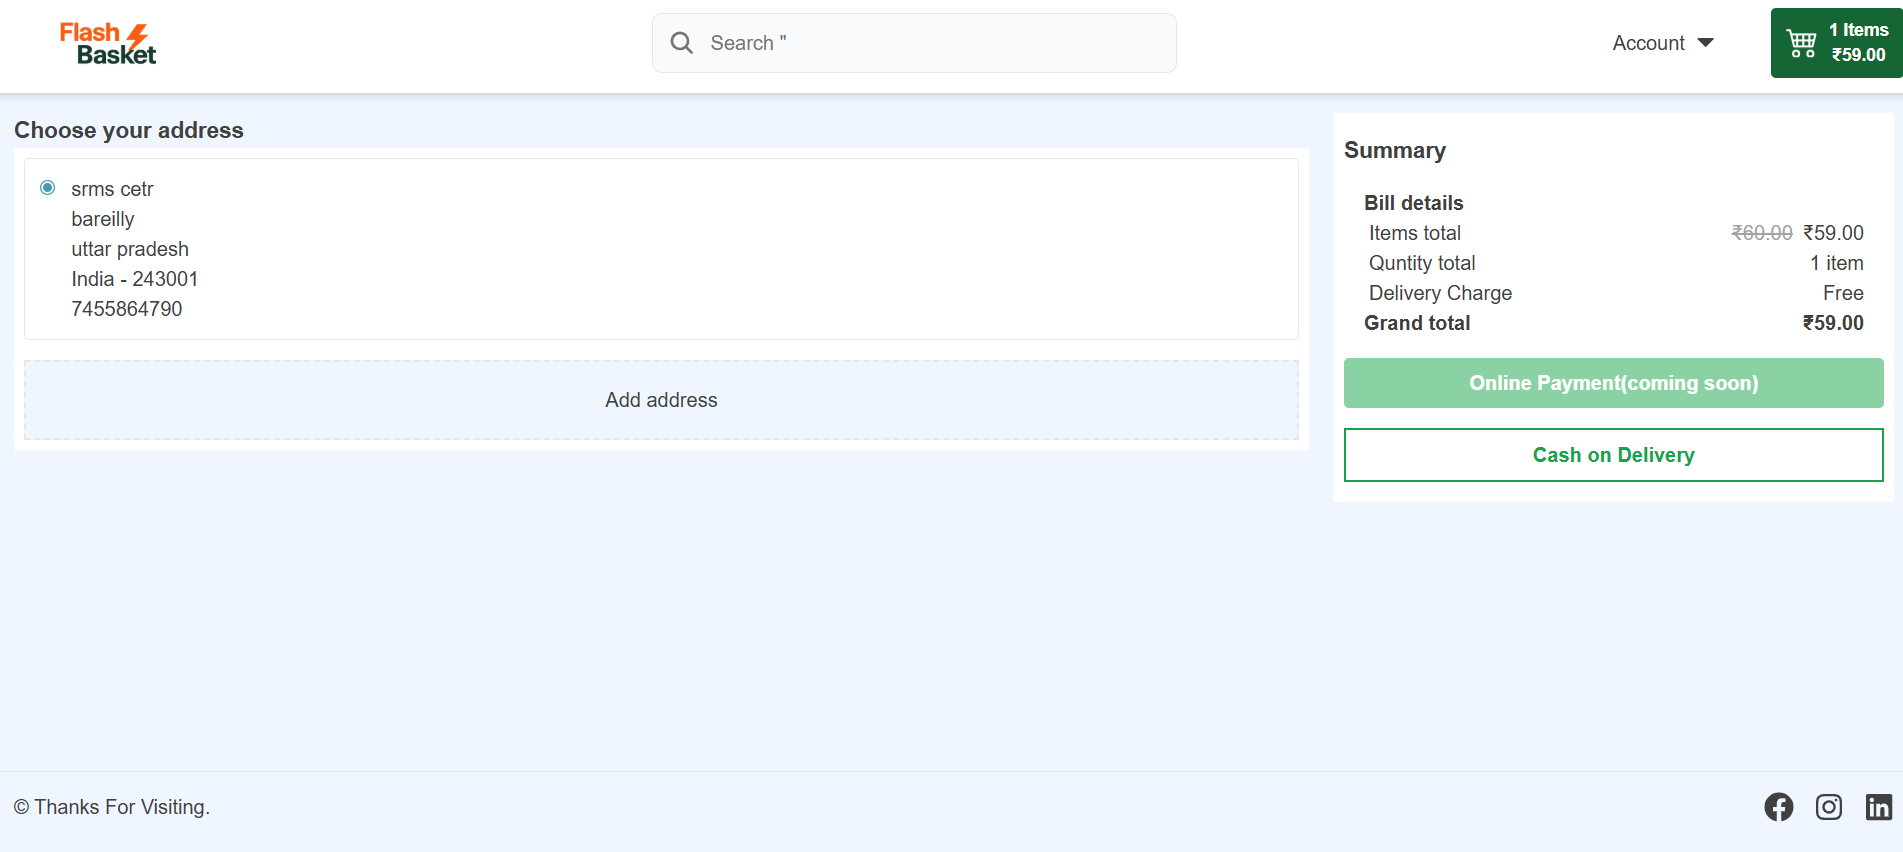 Flash
Basket
Search "
Account
1 Items
₹59.00
Choose your address
srms cetr
bareilly
uttar pradesh
India - 243001
7455864790
Add address
Summary
Bill details
Items total ₹60.00 ₹59.00
Quntity total 1 item
Delivery Charge Free
Grand total ₹59.00
Online Payment(coming soon)
Cash on Delivery
© Thanks For Visiting.